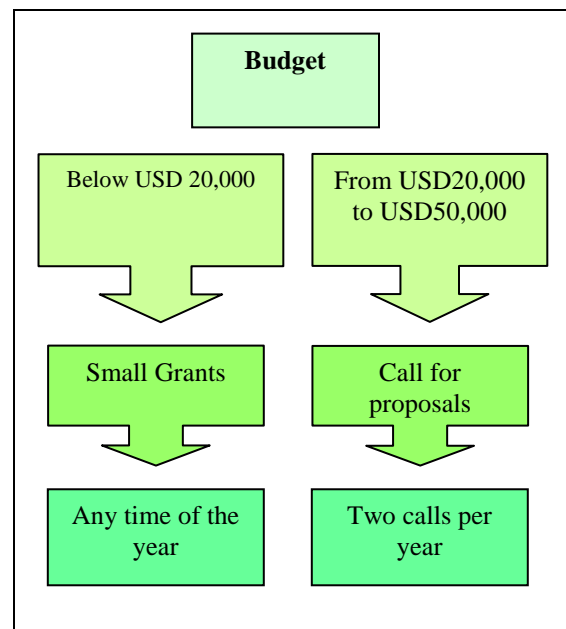 Budget
Below USD 20,000
From USD20,000
to USD50,000
Small Grants
Call for
proposals
Any time of the
year
Two calls per
year